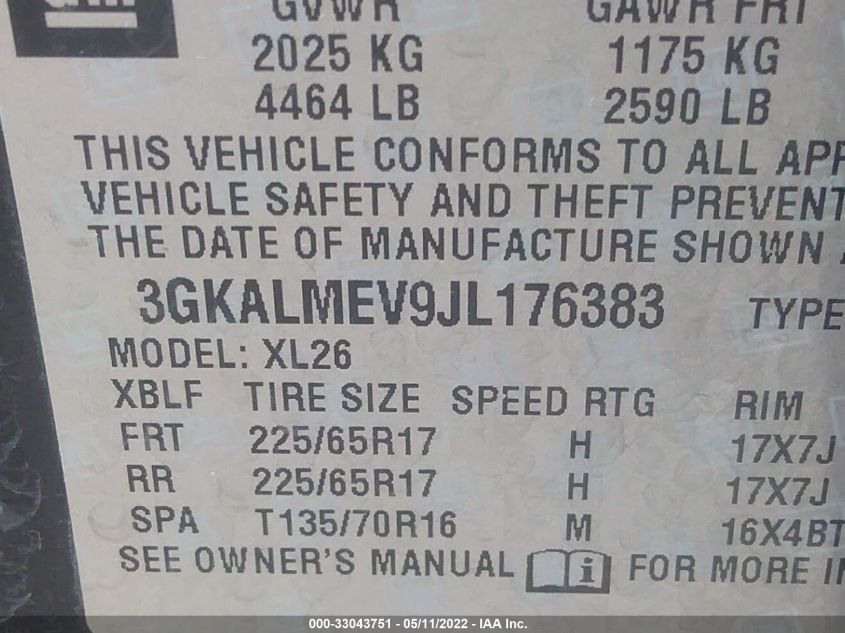 GVWR GAWR FRT
2025 KG 1175 KG
4464 LB 2590 LB
THIS VEHICLE CONFORMS TO ALL APP
VEHICLE SAFETY AND THEFT PREVENT
THE DATE OF MANUFACTURE SHOWN
3GKALMEV9JL176383 TYPE
MODEL: XL26
XBLF TIRE SIZE SPEED RTG RIM
FRT 225/65R17 H 17X7J
RR 225/65R17 H 17X7J
SPA T135/70R16 M 16X4BT
SEE OWNER'S MANUAL i FOR MORE IN
000-33043751 - 05/11/2022 - IAA Inc.